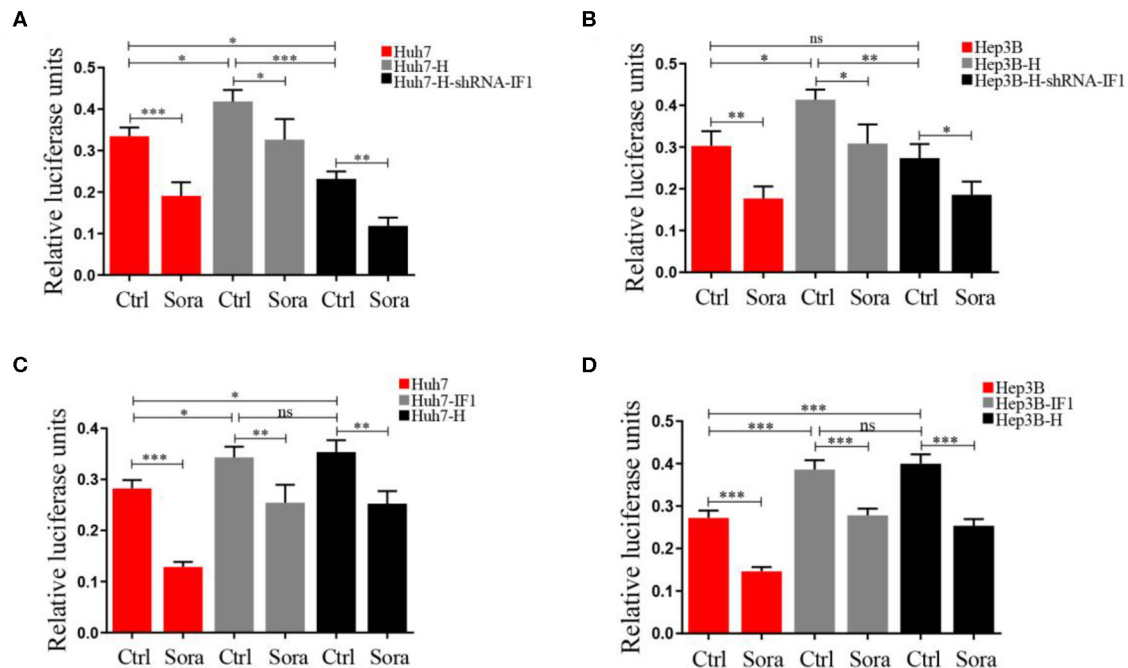 A
*
* ***
Huh7
Huh7-H
Huh7-H-shRNA-IF1
Relative luciferase units
0.5
0.4
0.3
0.2
0.1
0.0
***
*
**
Ctrl Sora Ctrl Sora Ctrl Sora
B
ns
* **
Hep3B
Hep3B-H
Hep3B-H-shRNA-IF1
Relative luciferase units
0.5
0.4
0.3
0.2
0.1
0.0
**
*
*
Ctrl Sora Ctrl Sora Ctrl Sora
C
*
* ns
Huh7
Huh7-IF1
Huh7-H
Relative luciferase units
0.4
0.3
0.2
0.1
0.0
***
**
**
Ctrl Sora Ctrl Sora Ctrl Sora
D
***
*** ns
Hep3B
Hep3B-IF1
Hep3B-H
Relative luciferase units
0.5
0.4
0.3
0.2
0.1
0.0
***
***
***
Ctrl Sora Ctrl Sora Ctrl Sora